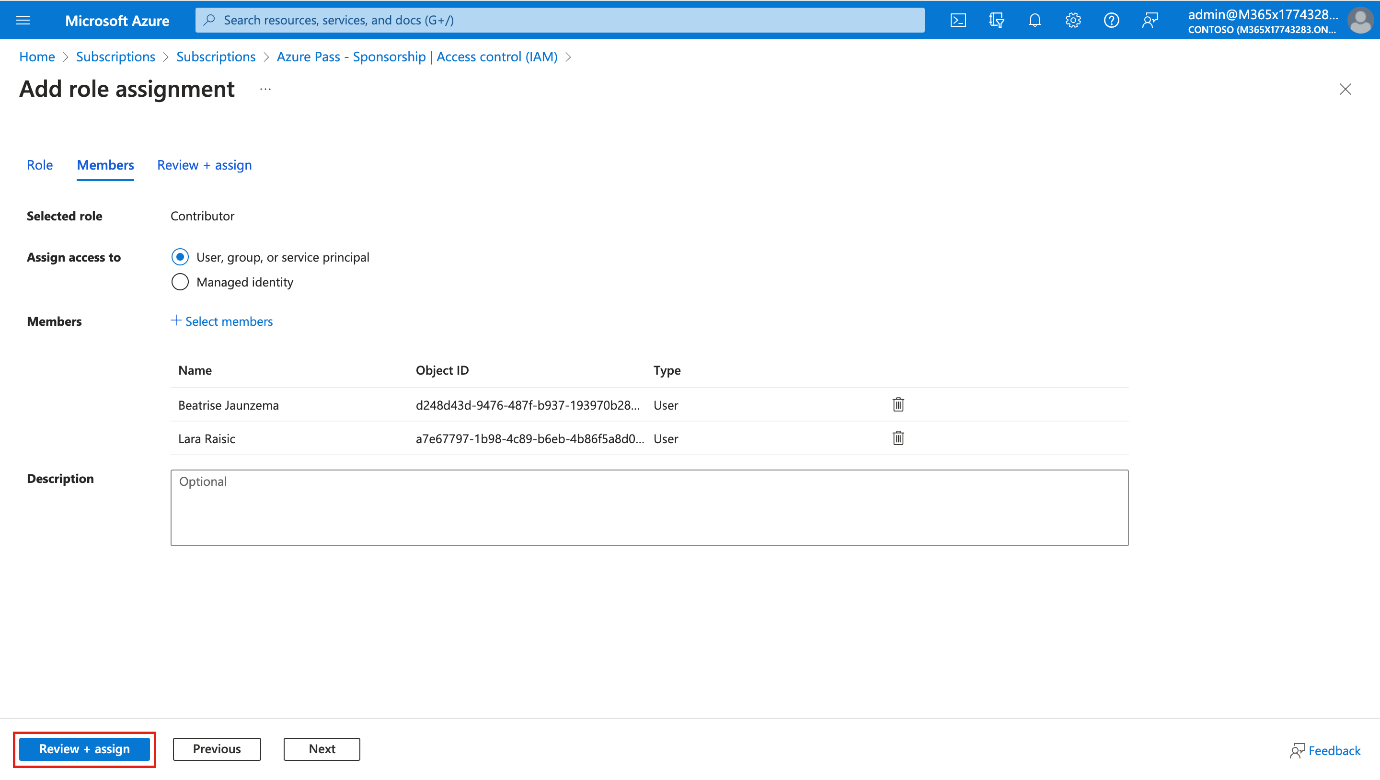 Microsoft Azure
Search resources, services, and docs (G+/)
admin@M365x1774328...
CONTOSO (M365X17743283.ON...
Home > Subscriptions > Subscriptions > Azure Pass - Sponsorship | Access control (IAM) >
Add role assignment ...
Role Members Review + assign
Selected role Contributor
Assign access to User, group, or service principal
Managed identity
Members + Select members
Name Object ID Type
Beatrise Jaunzema d248d43d-9476-487f-b937-193970b28... User
Lara Raisic a7e67797-1b98-4c89-b6eb-4b86f5a8d0... User
Description Optional
Review + assign Previous Next Feedback